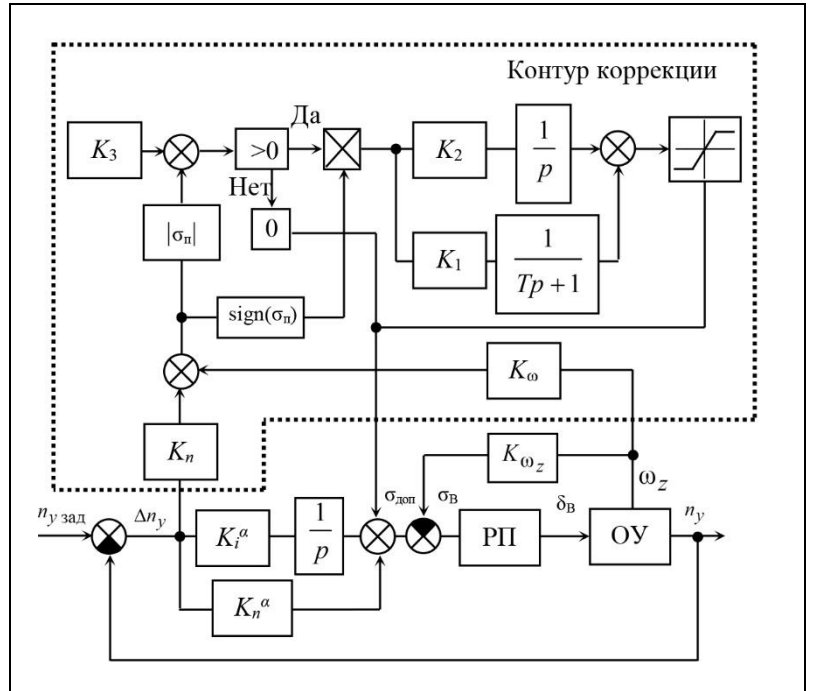 Контур коррекции
Да
K₃
>0
K₂
1
p
Нет
0
|σп|
K₁
1
Tp + 1
sign(σп)
Kω
Kn
Kωz
ωz
ny зад
Δny
Kiα
1
p
σдоп
σв
РП
δв
ОУ
ny
Knα